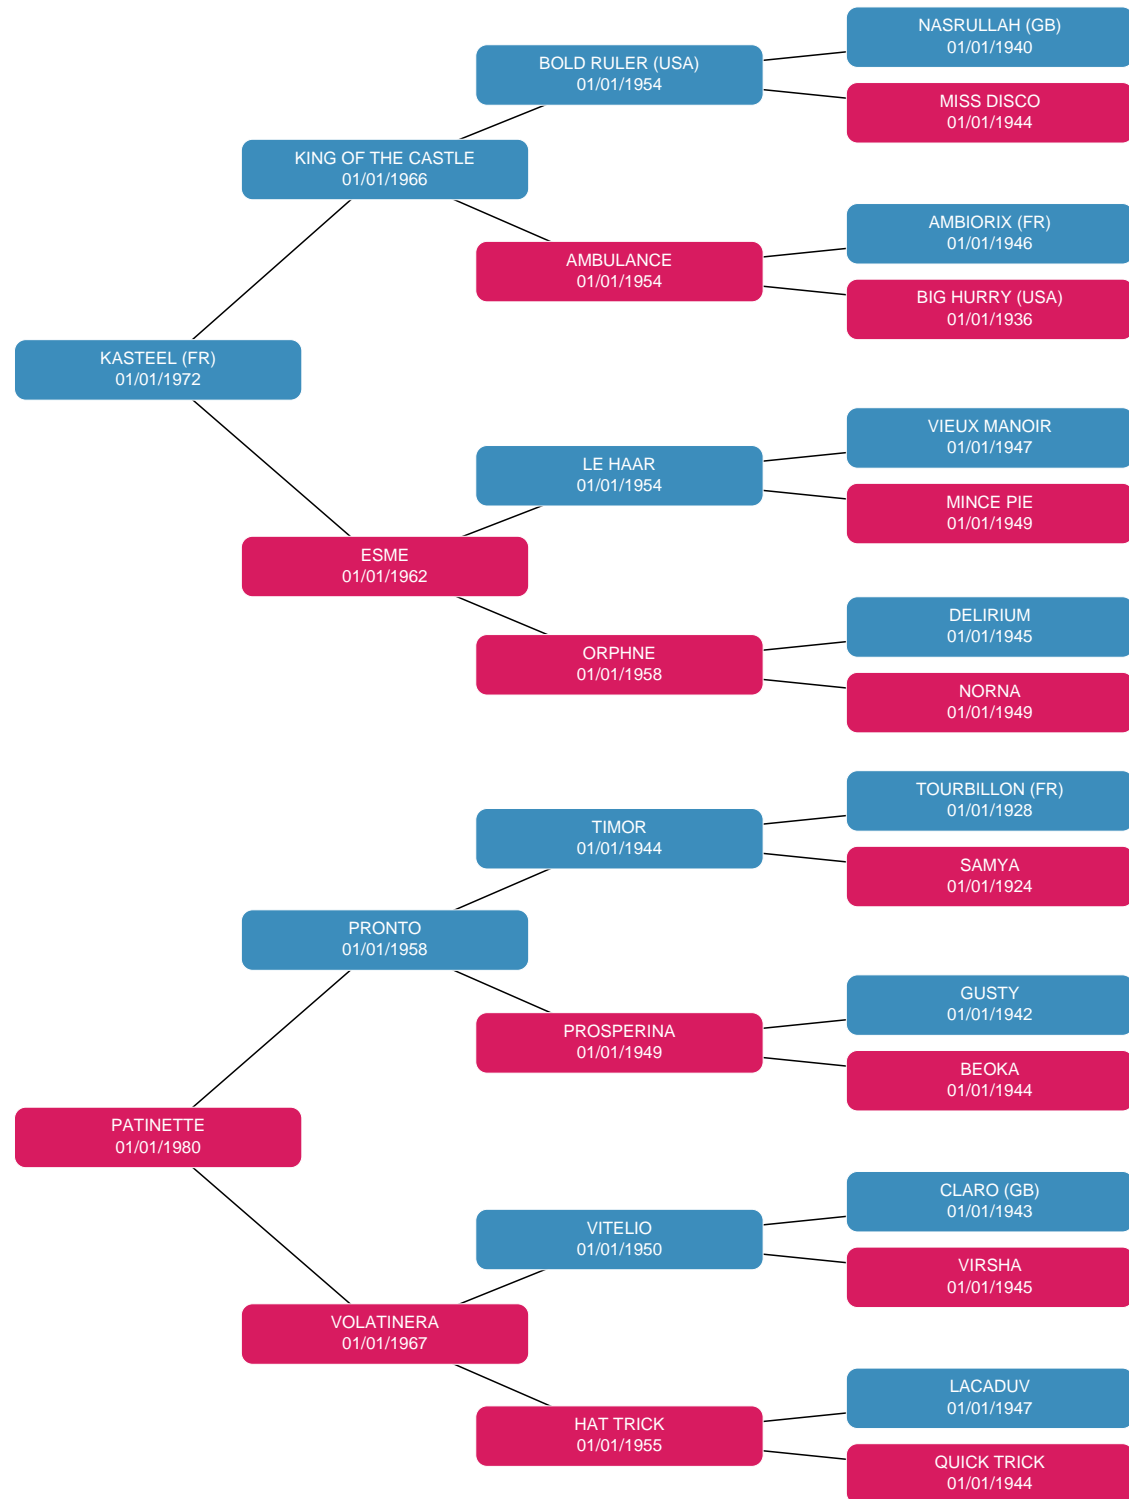 NASRULLAH (GB)
01/01/1940
BOLD RULER (USA)
01/01/1954
MISS DISCO
01/01/1944
KING OF THE CASTLE
01/01/1966
AMBIORIX (FR)
01/01/1946
AMBULANCE
01/01/1954
BIG HURRY (USA)
01/01/1936
KASTEEL (FR)
01/01/1972
VIEUX MANOIR
01/01/1947
LE HAAR
01/01/1954
MINCE PIE
01/01/1949
ESME
01/01/1962
DELIRIUM
01/01/1945
ORPHNE
01/01/1958
NORNA
01/01/1949
TOURBILLON (FR)
01/01/1928
TIMOR
01/01/1944
SAMYA
01/01/1924
PRONTO
01/01/1958
GUSTY
01/01/1942
PROSPERINA
01/01/1949
BEOKA
01/01/1944
PATINETTE
01/01/1980
CLARO (GB)
01/01/1943
VITELIO
01/01/1950
VIRSHA
01/01/1945
VOLATINERA
01/01/1967
LACADUV
01/01/1947
HAT TRICK
01/01/1955
QUICK TRICK
01/01/1944